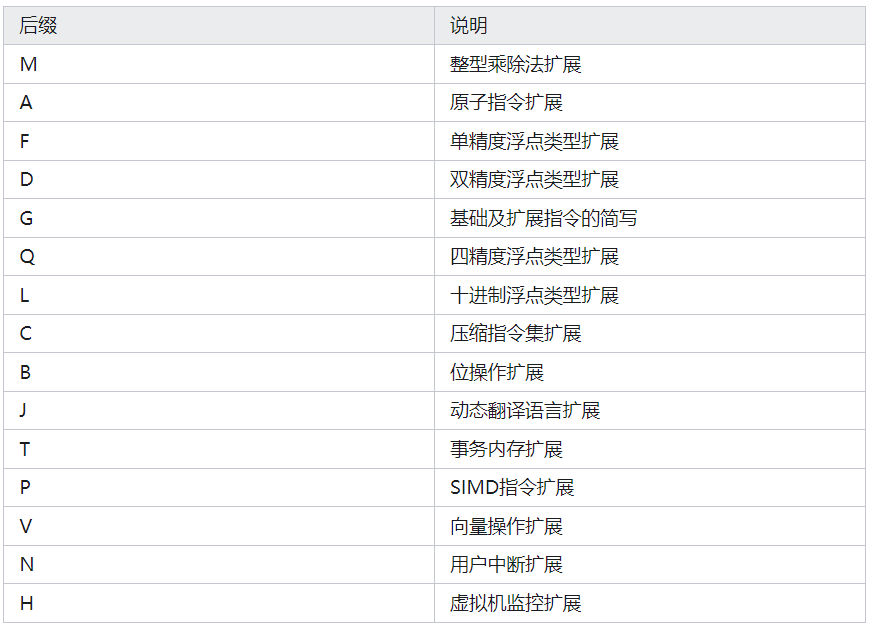 后缀 说明
M 整型乘除法扩展
A 原子指令扩展
F 单精度浮点类型扩展
D 双精度浮点类型扩展
G 基础及扩展指令的简写
Q 四精度浮点类型扩展
L 十进制浮点类型扩展
C 压缩指令集扩展
B 位操作扩展
J 动态翻译语言扩展
T 事务内存扩展
P SIMD指令扩展
V 向量操作扩展
N 用户中断扩展
H 虚拟机监控扩展